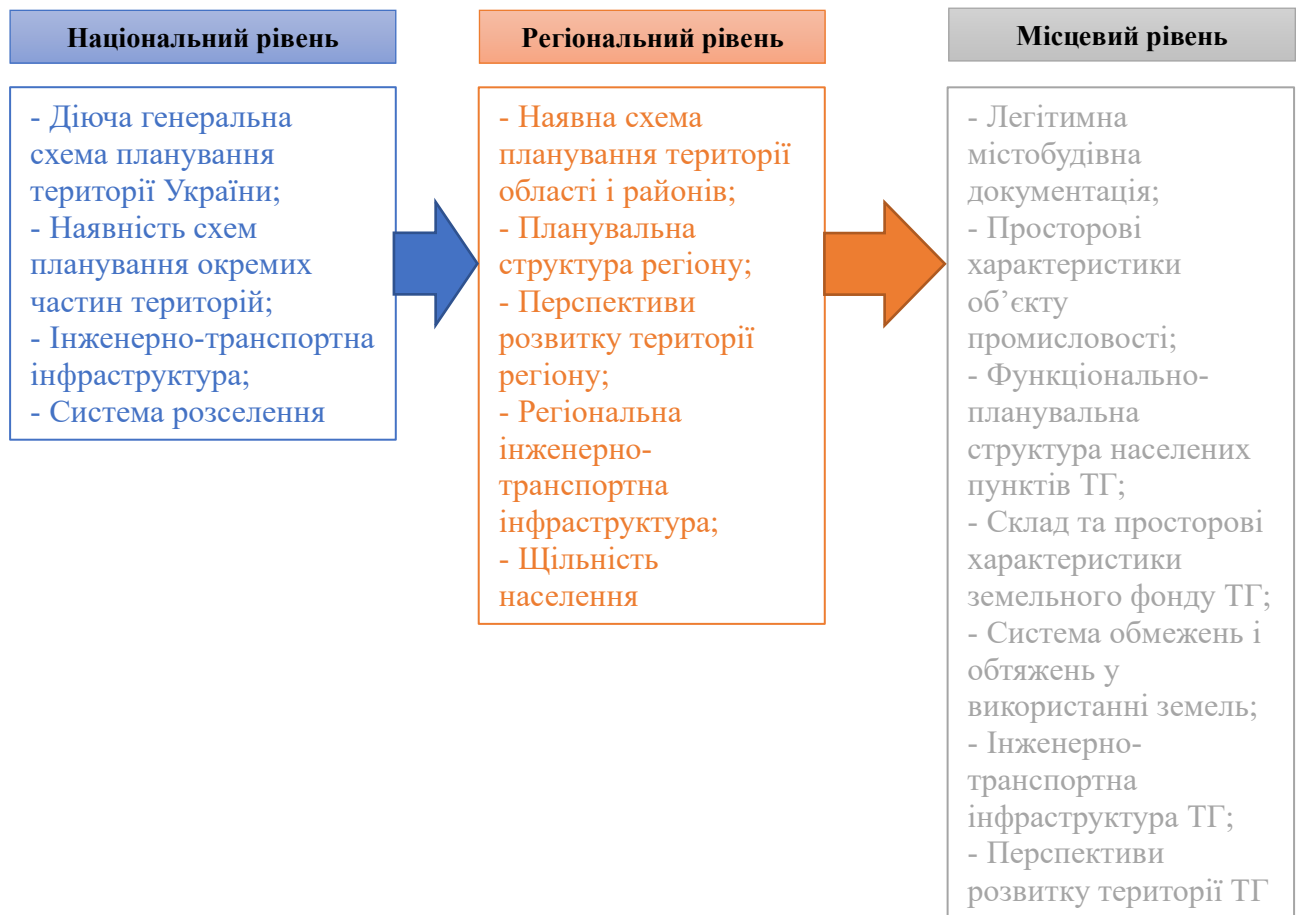 Національний рівень
- Діюча генеральна
схема планування
території України;
- Наявність схем
планування окремих
частин територій;
- Інженерно-транспортна
інфраструктура;
- Система розселення
Регіональний рівень
- Наявна схема
планування території
області і районів;
- Планувальна
структура регіону;
- Перспективи
розвитку території
регіону;
- Регіональна
інженерно-
транспортна
інфраструктура;
- Щільність
населення
Місцевий рівень
- Легітимна
містобудівна
документація;
- Просторові
характеристики
об’єкту
промисловості;
- Функціонально-
планувальна
структура населених
пунктів ТГ;
- Склад та просторові
характеристики
земельного фонду ТГ;
- Система обмежень і
обтяжень у
використанні земель;
- Інженерно-
транспортна
інфраструктура ТГ;
- Перспективи
розвитку території ТГ